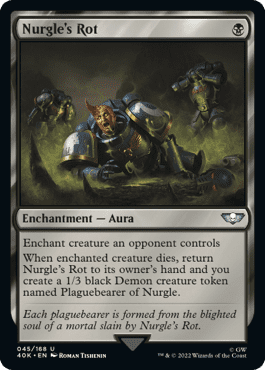 Nurgle's Rot
Enchantment — Aura
Enchant creature an opponent controls
When enchanted creature dies, return
Nurgle's Rot to its owner's hand and you
create a 1/3 black Demon creature token
named Plaguebearer of Nurgle.
Each plaguebearer is formed from the blighted
soul of a mortal slain by Nurgle's Rot.
045/168 U
40K • EN Roman Tishenin
© GW
™ & © 2022 Wizards of the Coast